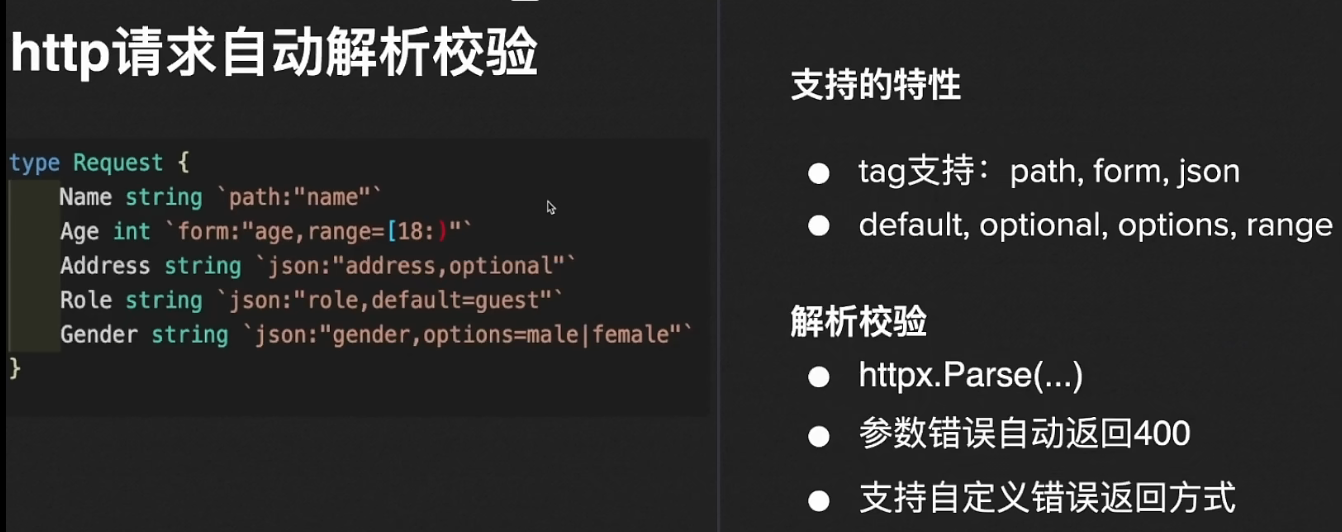 http请求自动解析校验
type Request {
Name string `path:"name"`
Age int `form:"age,range=[18:)"`
Address string `json:"address,optional"`
Role string `json:"role,default=guest"`
Gender string `json:"gender,options=male|female"`
}
支持的特性
● tag支持：path, form, json
● default, optional, options, range
解析校验
● httpx.Parse(...)
● 参数错误自动返回400
● 支持自定义错误返回方式